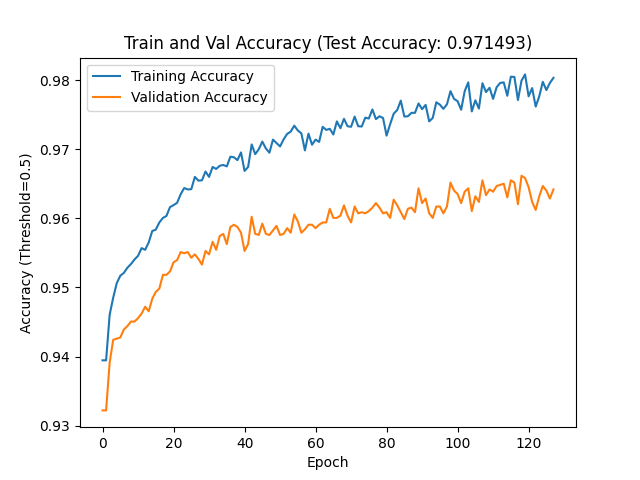 Train and Val Accuracy (Test Accuracy: 0.971493)
Training Accuracy
Validation Accuracy
Accuracy (Threshold=0.5)
0.98
0.97
0.96
0.95
0.94
0.93
0 20 40 60 80 100 120
Epoch